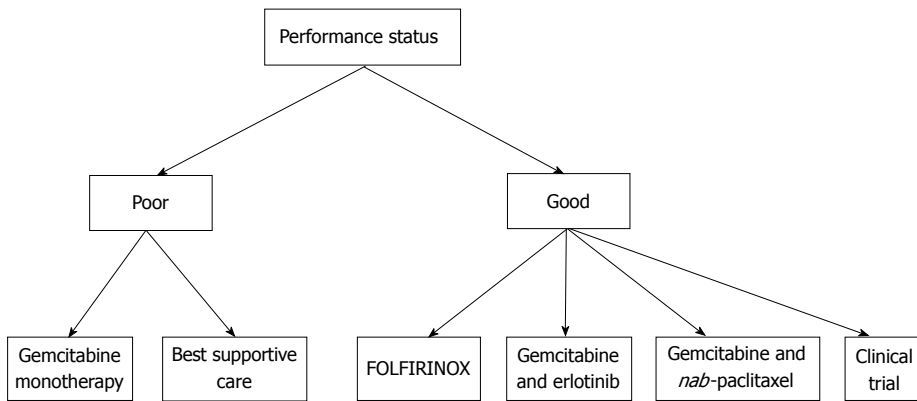 Performance status
Poor
Good
Gemcitabine
monotherapy
Best supportive
care
FOLFIRINOX
Gemcitabine
and erlotinib
Gemcitabine and
nab-paclitaxel
Clinical
trial